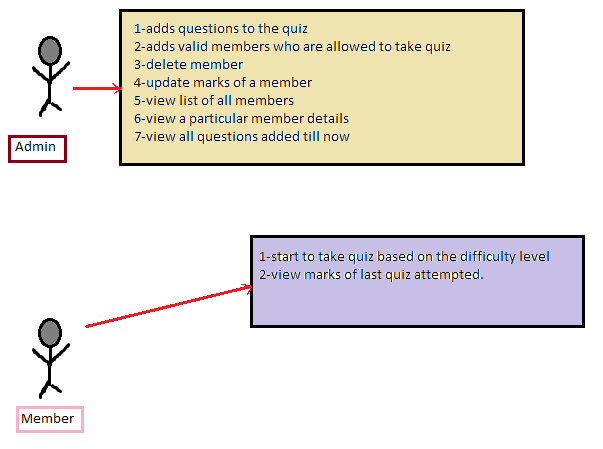 1-adds questions to the quiz
2-adds valid members who are allowed to take quiz
3-delete member
4-update marks of a member
5-view list of all members
6-view a particular member details
7-view all questions added till now
Admin
1-start to take quiz based on the difficulty level
2-view marks of last quiz attempted.
Member